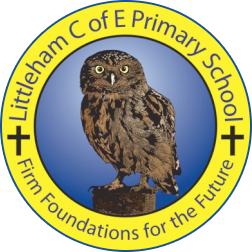 Littleham C of E Primary School
Firm Foundations for the Future